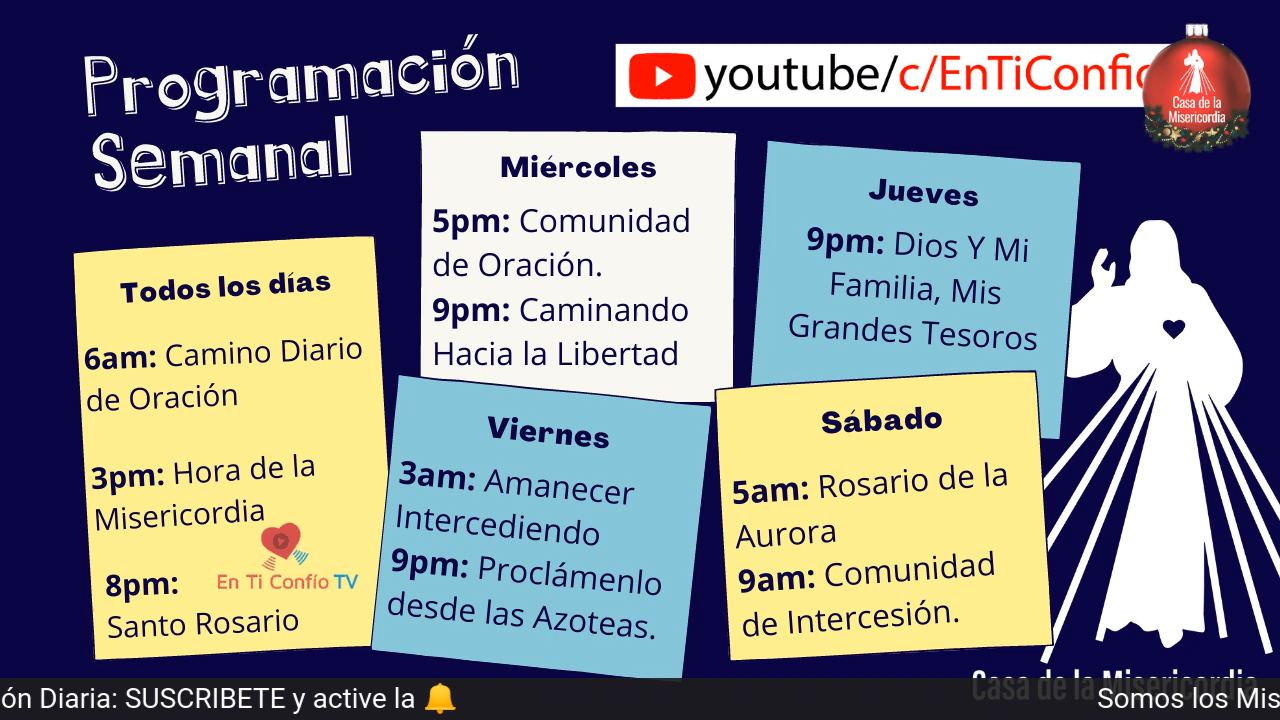 Programación
Semanal
youtube/c/EnTiConfio
Casa de la
Misericordia
Todos los días
6am: Camino Diario
de Oración
3pm: Hora de la
Misericordia
8pm:
En Ti Confío TV
Santo Rosario
Miércoles
5pm: Comunidad
de Oración.
9pm: Caminando
Hacia la Libertad
Jueves
9pm: Dios Y Mi
Familia, Mis
Grandes Tesoros
Viernes
3am: Amanecer
Intercediendo
9pm: Proclámenlo
desde las Azoteas.
Sábado
5am: Rosario de la
Aurora
9am: Comunidad
de Intercesión.
Casa de la Misericordia
ón Diaria: SUSCRIBETE y active la 🔔
Somos los Mis